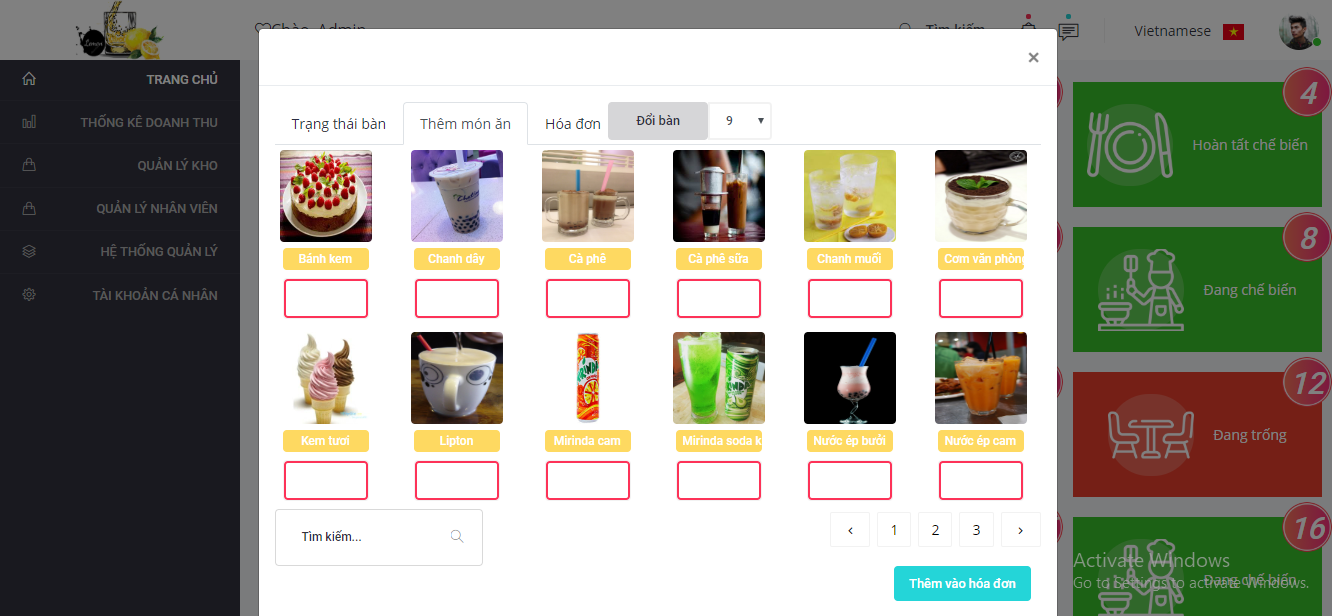 Chào, Admin
Tìm kiếm
Vietnamese
×
TRANG CHỦ
THỐNG KÊ DOANH THU
QUẢN LÝ KHO
QUẢN LÝ NHÂN VIÊN
HỆ THỐNG QUẢN LÝ
TÀI KHOẢN CÁ NHÂN
Trạng thái bàn
Thêm món ăn
Hóa đơn
Đổi bàn
9
Bánh kem
Chanh dây
Cà phê
Cà phê sữa
Chanh muối
Cơm văn phòng
Kem tươi
Lipton
Mirinda cam
Mirinda soda k
Nước ép bưởi
Nước ép cam
Tìm kiếm...
‹ 1 2 3 ›
Thêm vào hóa đơn
4
Hoàn tất chế biến
8
Đang chế biến
12
Đang trống
16
Đang chế biến
Activate Windows
Go to Settings to activate Windows.